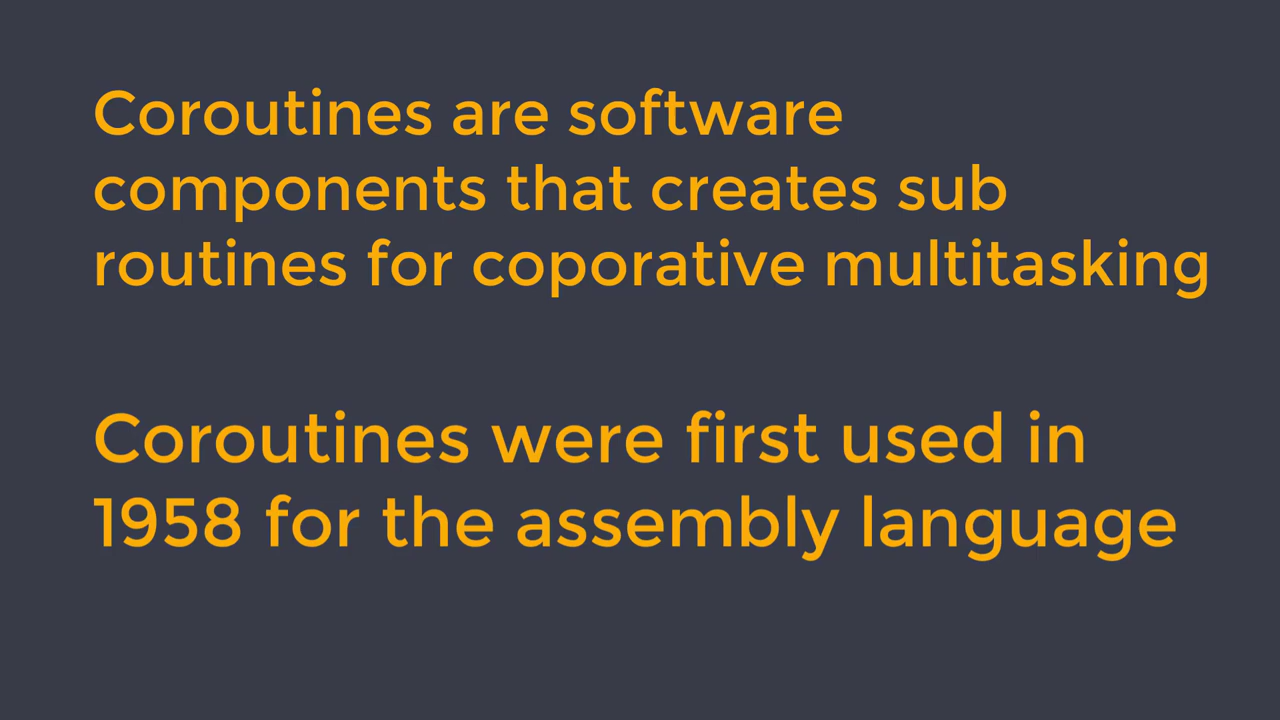 Coroutines are software
components that creates sub
routines for coporative multitasking
Coroutines were first used in
1958 for the assembly language